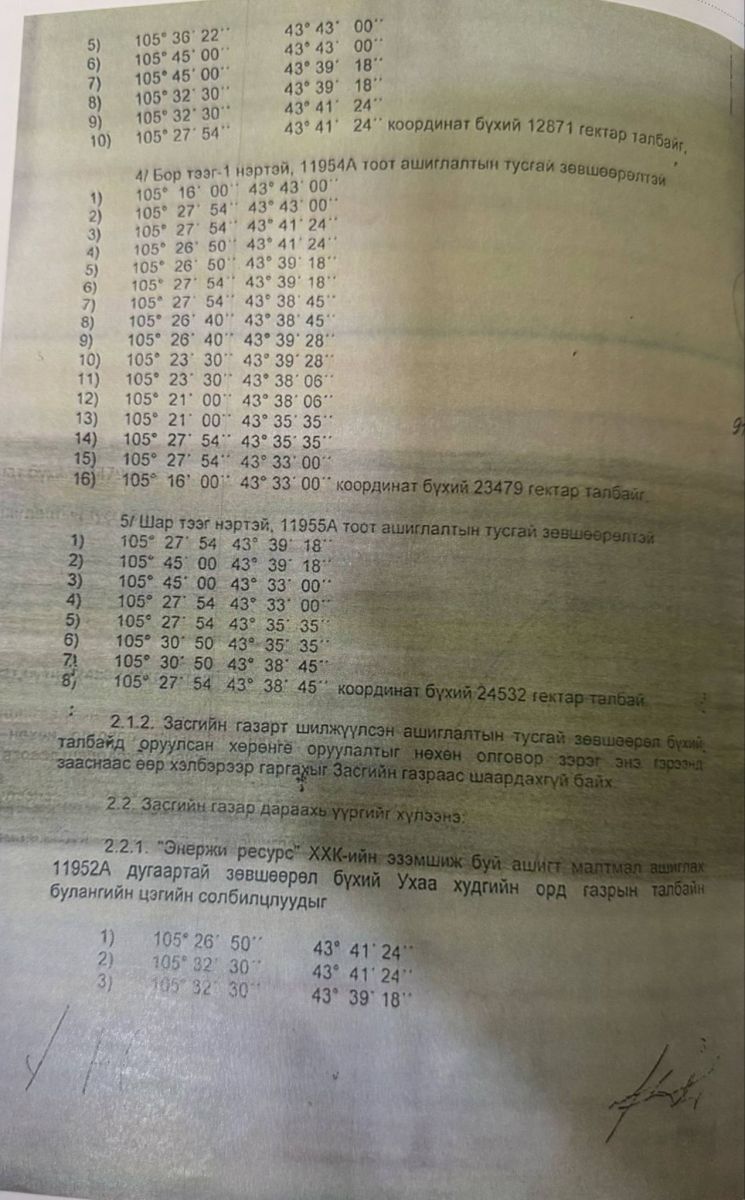 5) 105° 36' 22'' 43° 43' 00''
6) 105° 45' 00'' 43° 43' 00''
7) 105° 45' 00'' 43° 39' 18''
8) 105° 32' 30'' 43° 39' 18''
9) 105° 32' 30'' 43° 41' 24''
10) 105° 27' 54'' 43° 41' 24'' координат бүхий 12871 гектар талбайг,
4/ Бор тээг-1 нэртэй, 11954А тоот ашиглалтын тусгай зөвшөөрөлтэй
1) 105° 16' 00'' 43° 43' 00''
2) 105° 27' 54'' 43° 43' 00''
3) 105° 27' 54'' 43° 41' 24''
4) 105° 26' 50'' 43° 41' 24''
5) 105° 26' 50'' 43° 39' 18''
6) 105° 27' 54'' 43° 39' 18''
7) 105° 27' 54'' 43° 38' 45''
8) 105° 26' 40'' 43° 38' 45''
9) 105° 26' 40'' 43° 39' 28''
10) 105° 23' 30'' 43° 39' 28''
11) 105° 23' 30'' 43° 38' 06''
12) 105° 21' 00'' 43° 38' 06''
13) 105° 21' 00'' 43° 35' 35''
14) 105° 27' 54'' 43° 35' 35''
15) 105° 27' 54'' 43° 33' 00''
16) 105° 16' 00'' 43° 33' 00'' координат бүхий 23479 гектар талбайг,
5/ Шар тээг нэртэй, 11955А тоот ашиглалтын тусгай зөвшөөрөлтэй
1) 105° 27' 54 43° 39' 18''
2) 105° 45' 00 43° 39' 18''
3) 105° 45' 00 43° 33' 00''
4) 105° 27' 54 43° 33' 00''
5) 105° 27' 54 43° 35' 35''
6) 105° 30' 50 43° 35' 35''
7) 105° 30' 50 43° 38' 45''
8) 105° 27' 54 43° 38' 45'' координат бүхий 24532 гектар талбай
2.1.2. Засгийн газарт шилжүүлсэн ашиглалтын тусгай зөвшөөрөл бүхий
талбайд оруулсан хөрөнгө оруулалтыг нөхөн олговор зэрэг энэ гэрээнд
зааснаас өөр хэлбэрээр гаргахыг Засгийн газраас шаардахгүй байх.
2.2. Засгийн газар дараахь үүргийг хүлээнэ:
2.2.1. "Энержи ресурс" ХХК-ийн эзэмшиж буй ашигт малтмал ашиглах
11952А дугаартай зөвшөөрөл бүхий Ухаа худгийн орд газрын талбайн
булангийн цэгийн солбилцлуудыг
1) 105° 26' 50'' 43° 41' 24''
2) 105° 32' 30'' 43° 41' 24''
3) 105° 32' 30'' 43° 39' 18''